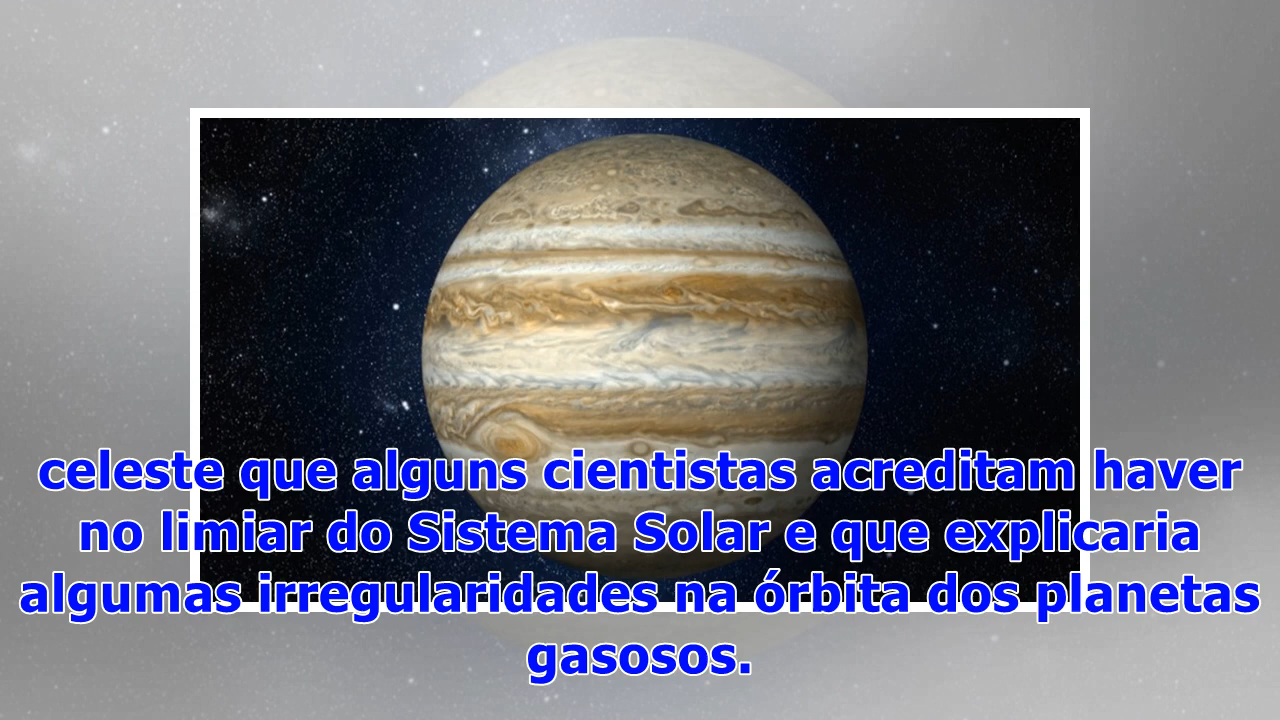 celeste que alguns cientistas acreditam haver
no limiar do Sistema Solar e que explicaria
algumas irregularidades na órbita dos planetas
gasosos.